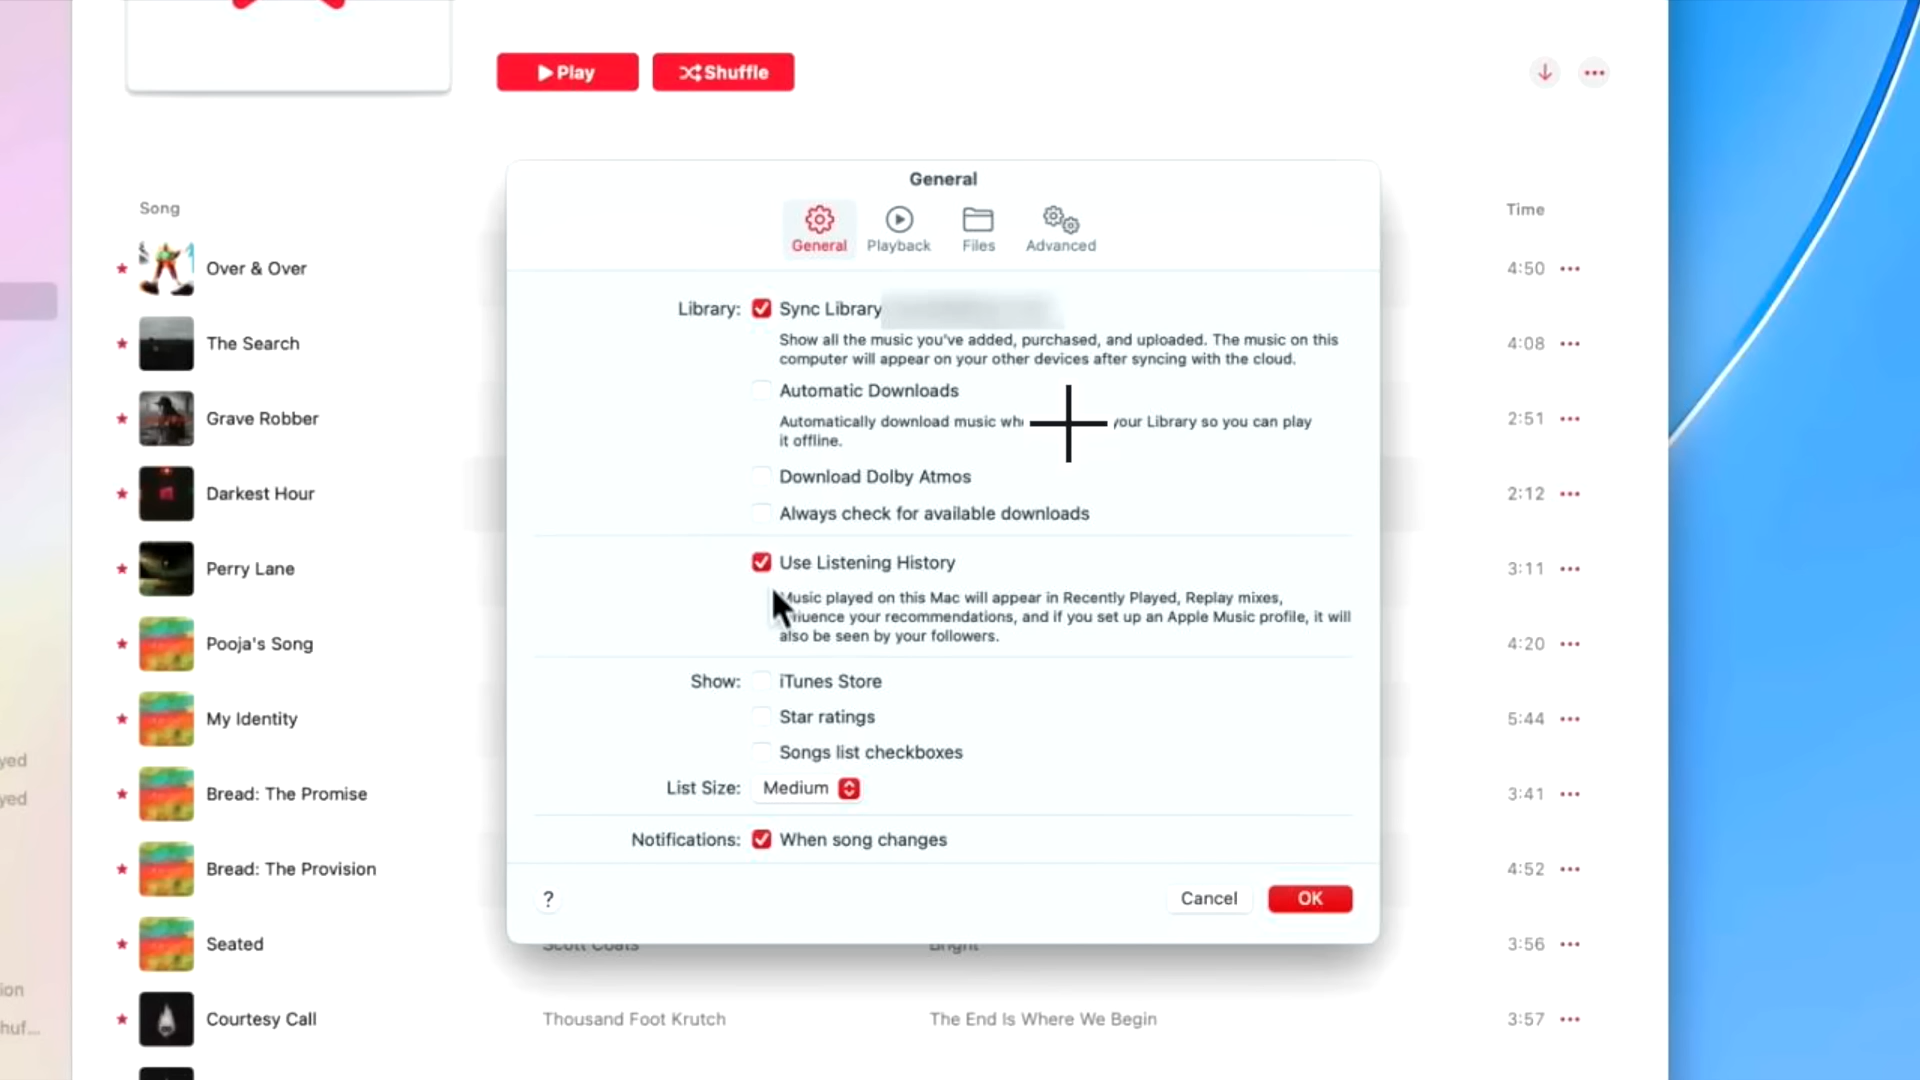 Play
Shuffle
Song
Time
Over & Over
4:50
The Search
4:08
Grave Robber
2:51
Darkest Hour
2:12
Perry Lane
3:11
Pooja's Song
4:20
My Identity
5:44
Bread: The Promise
3:41
Bread: The Provision
4:52
Seated
3:56
Courtesy Call
Thousand Foot Krutch
The End Is Where We Begin
3:57
General
General
Playback
Files
Advanced
Library:
Sync Library
Show all the music you've added, purchased, and uploaded. The music on this
computer will appear on your other devices after syncing with the cloud.
Automatic Downloads
Automatically download music your Library so you can play
it offline.
Download Dolby Atmos
Always check for available downloads
Use Listening History
Music played on this Mac will appear in Recently Played, Replay mixes,
your recommendations, and if you set up an Apple Music profile, it will
also be seen by your followers.
Show:
iTunes Store
Star ratings
Songs list checkboxes
List Size:
Medium
Notifications:
When song changes
?
Cancel
OK
yed
yed
ion
huf...